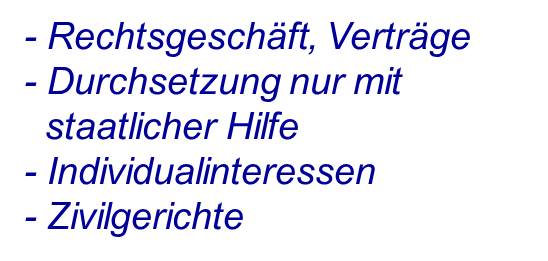 - Rechtsgeschäft, Verträge
- Durchsetzung nur mit
staatlicher Hilfe
- Individualinteressen
- Zivilgerichte